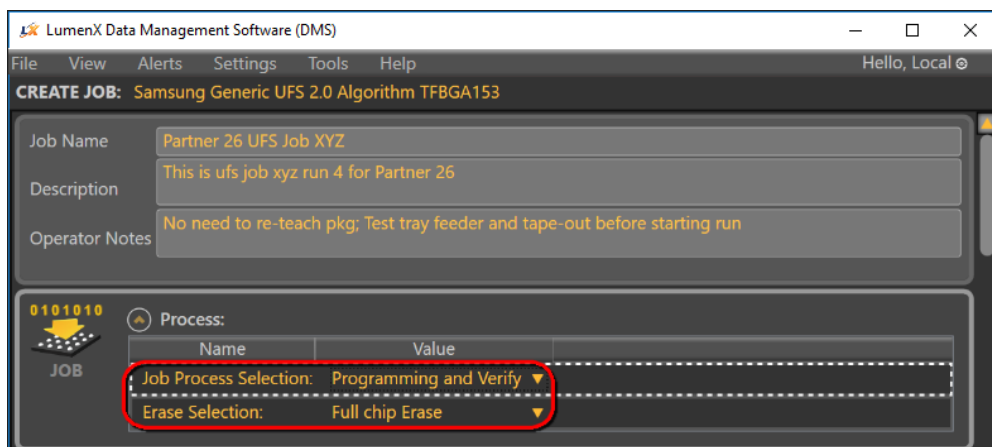 LumenX Data Management Software (DMS)
File View Alerts Settings Tools Help Hello, Local
CREATE JOB: Samsung Generic UFS 2.0 Algorithm TFBGA153
Job Name Partner 26 UFS Job XYZ
Description This is ufs job xyz run 4 for Partner 26
Operator Notes No need to re-teach pkg; Test tray feeder and tape-out before starting run
0101010
JOB
Process:
Name Value
Job Process Selection: Programming and Verify
Erase Selection: Full chip Erase